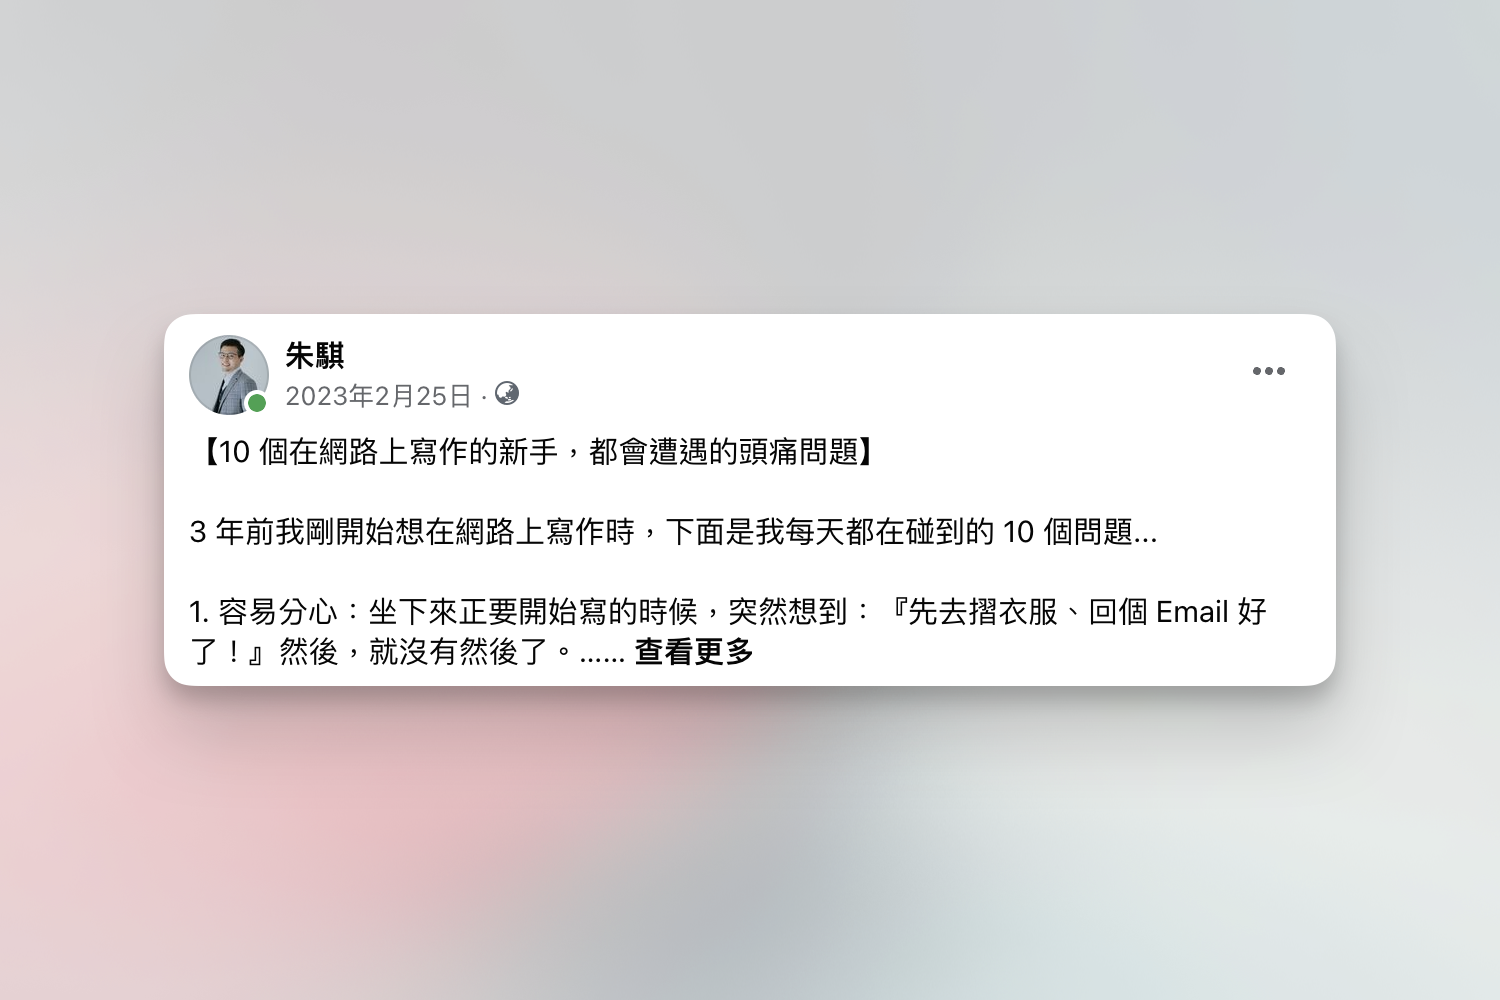 朱騏
2023年2月25日 ·
【10 個在網路上寫作的新手，都會遭遇的頭痛問題】
3 年前我剛開始想在網路上寫作時，下面是我每天都在碰到的 10 個問題...
1. 容易分心：坐下來正要開始寫的時候，突然想到：『先去摺衣服、回個 Email 好
了！』然後，就沒有然後了。...... 查看更多